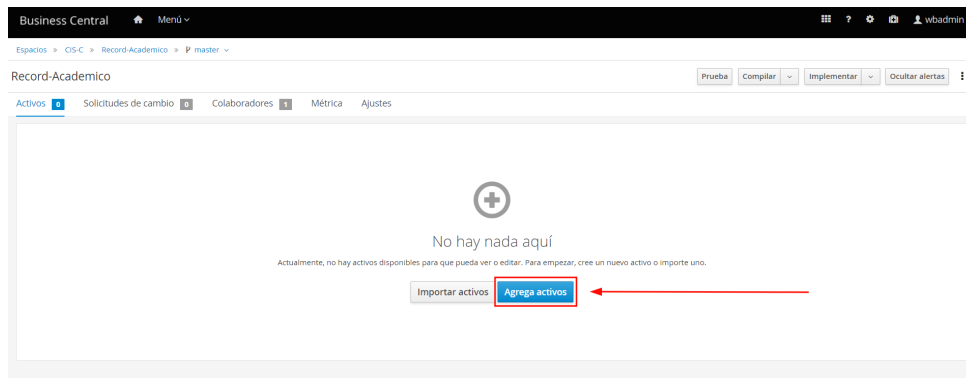 Business Central Menú ? wbadmin
Espacios » CIS-C » Record-Academico » master
Record-Academico Prueba Compilar Implementar Ocultar alertas
Activos 0 Solicitudes de cambio 0 Colaboradores 1 Métrica Ajustes
No hay nada aquí
Actualmente, no hay activos disponibles para que pueda ver o editar. Para empezar, cree un nuevo activo o importe uno.
Importar activos Agrega activos